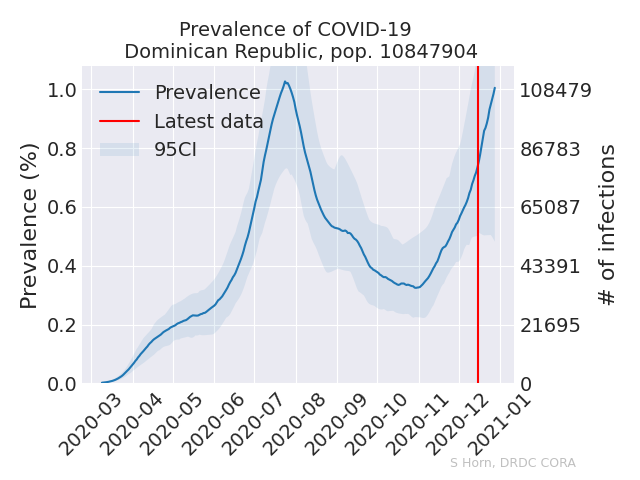 Prevalence of COVID-19
Dominican Republic, pop. 10847904
Prevalence
Latest data
95CI
Prevalence (%)
1.0
0.8
0.6
0.4
0.2
0.0
108479
86783
65087
43391
21695
0
# of infections
2020-03
2020-04
2020-05
2020-06
2020-07
2020-08
2020-09
2020-10
2020-11
2020-12
2021-01
S Horn, DRDC CORA